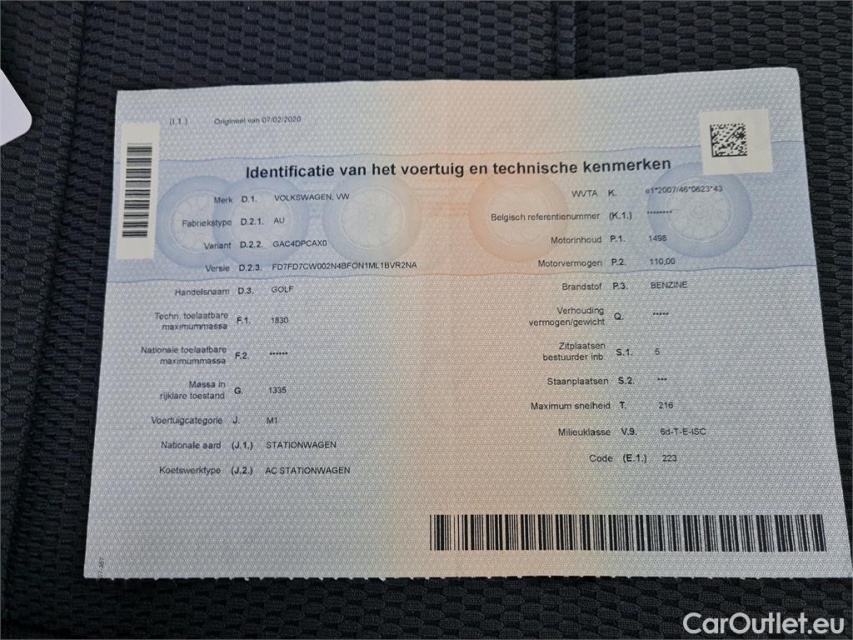 (I.1.) Origineel van 07/02/2020
Identificatie van het voertuig en technische kenmerken
Merk D.1. VOLKSWAGEN, VW
Fabriekstype D.2.1. AU
Variant D.2.2. GAC4DPCAX0
Versie D.2.3. FD7FD7CW002N4BFON1ML1BVR2NA
Handelsnaam D.3. GOLF
Techn. toelaatbare
maximummassa F.1. 1830
Nationale toelaatbare
maximummassa F.2. ******
Massa in
rijklare toestand G. 1335
Voertuigcategorie J. M1
Nationale aard (J.1.) STATIONWAGEN
Koetswerktype (J.2.) AC STATIONWAGEN
WVTA K. e1*2007/46*0623*43
Belgisch referentienummer (K.1.) ********
Motorinhoud P.1. 1498
Motorvermogen P.2. 110,00
Brandstof P.3. BENZINE
Verhouding
vermogen/gewicht Q. *****
Zitplaatsen
bestuurder inb. S.1. 5
Staanplaatsen S.2. ***
Maximum snelheid T. 216
Milieuklasse V.9. 6d-T-E-ISC
Code (E.1.) 223
CarOutlet.eu